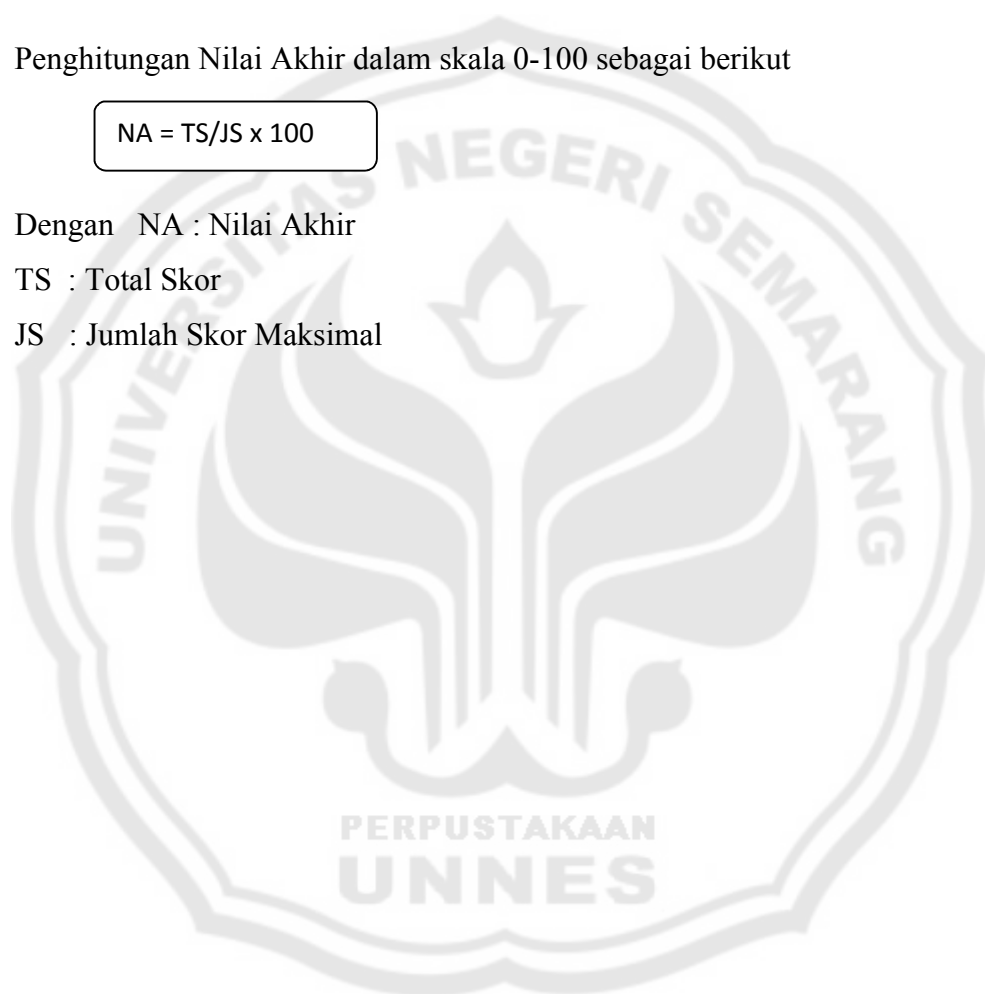 Penghitungan Nilai Akhir dalam skala 0-100 sebagai berikut
NA = TS/JS x 100
Dengan NA : Nilai Akhir
TS : Total Skor
JS : Jumlah Skor Maksimal
UNIVERSITAS NEGERI SEMARANG
PERPUSTAKAAN
UNNES